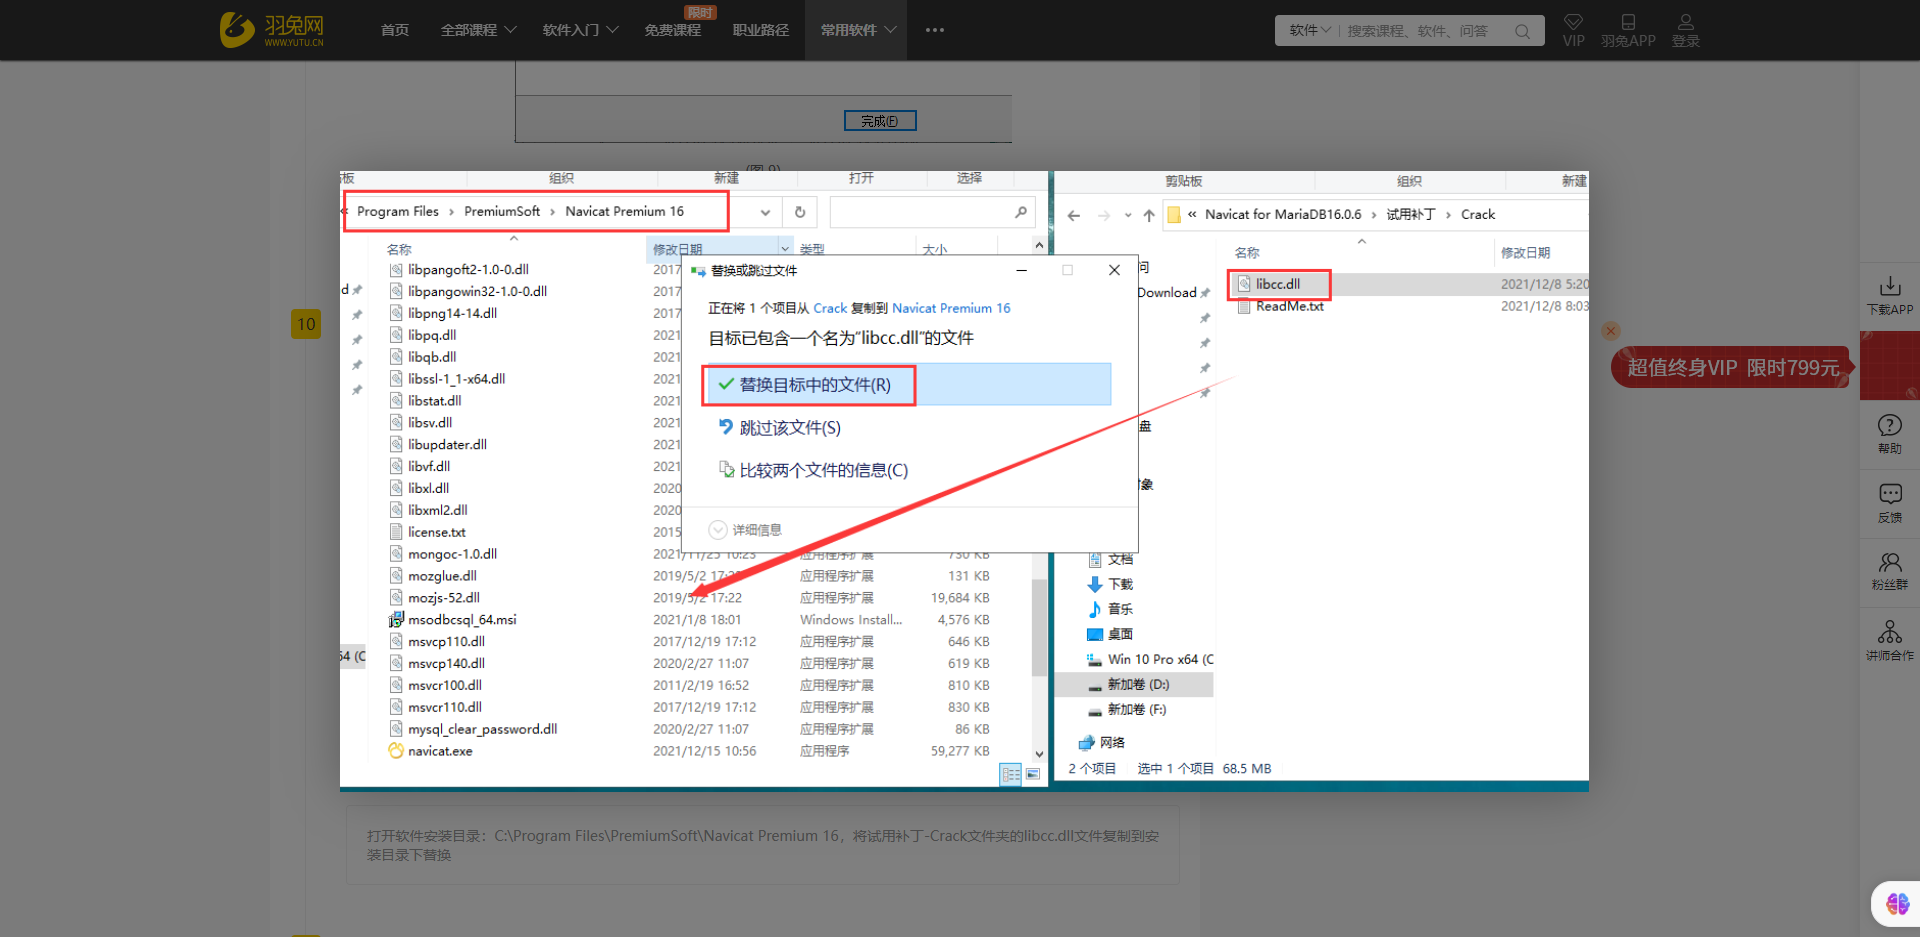 羽兔网
WWW.YUTU.CN
首页
全部课程
软件入门
免费课程
限时
职业路径
常用软件
软件
搜索课程、软件、问答
VIP
羽兔APP
登录
完成(F)
(图 9)
10
组织
新建
打开
选择
Program Files › PremiumSoft › Navicat Premium 16
名称
修改日期
类型
大小
libpangoft2-1.0-0.dll
2017
libpangowin32-1.0-0.dll
2017
libpng14-14.dll
2017
libpq.dll
2021
libqb.dll
2021
libssl-1_1-x64.dll
2021
libstat.dll
2021
libsv.dll
2021
libupdater.dll
2021
libvf.dll
2021
libxl.dll
2020
libxml2.dll
2020
license.txt
2015
mongoc-1.0.dll
2021/11/25 10:23 应用程序扩展 730 KB
mozglue.dll
2019/5/2 17:22 应用程序扩展 131 KB
mozjs-52.dll
2019/5/2 17:22 应用程序扩展 19,684 KB
msodbcsql_64.msi
2021/1/8 18:01 Windows Install... 4,576 KB
msvcp110.dll
2017/12/19 17:12 应用程序扩展 646 KB
msvcp140.dll
2020/2/27 11:07 应用程序扩展 619 KB
msvcr100.dll
2011/2/19 16:52 应用程序扩展 810 KB
msvcr110.dll
2017/12/19 17:12 应用程序扩展 830 KB
mysql_clear_password.dll
2020/2/27 11:07 应用程序扩展 86 KB
navicat.exe
2021/12/15 10:56 应用程序 59,277 KB
替换或跳过文件
正在将 1 个项目从 Crack 复制到 Navicat Premium 16
目标已包含一个名为“libcc.dll”的文件
替换目标中的文件(R)
跳过该文件(S)
比较两个文件的信息(C)
详细信息
剪贴板
组织
新建
« Navicat for MariaDB16.0.6 › 试用补丁 › Crack
名称
修改日期
libcc.dll
2021/12/8 5:20
ReadMe.txt
2021/12/8 8:03
Download
文档
下载
音乐
桌面
Win 10 Pro x64 (C
新加卷 (D:)
新加卷 (F:)
网络
2 个项目
选中 1 个项目 68.5 MB
打开软件安装目录：C:\Program Files\PremiumSoft\Navicat Premium 16，将试用补丁-Crack文件夹的libcc.dll文件复制到安
装目录下替换
超值终身VIP 限时799元
下载APP
帮助
反馈
粉丝群
讲师合作